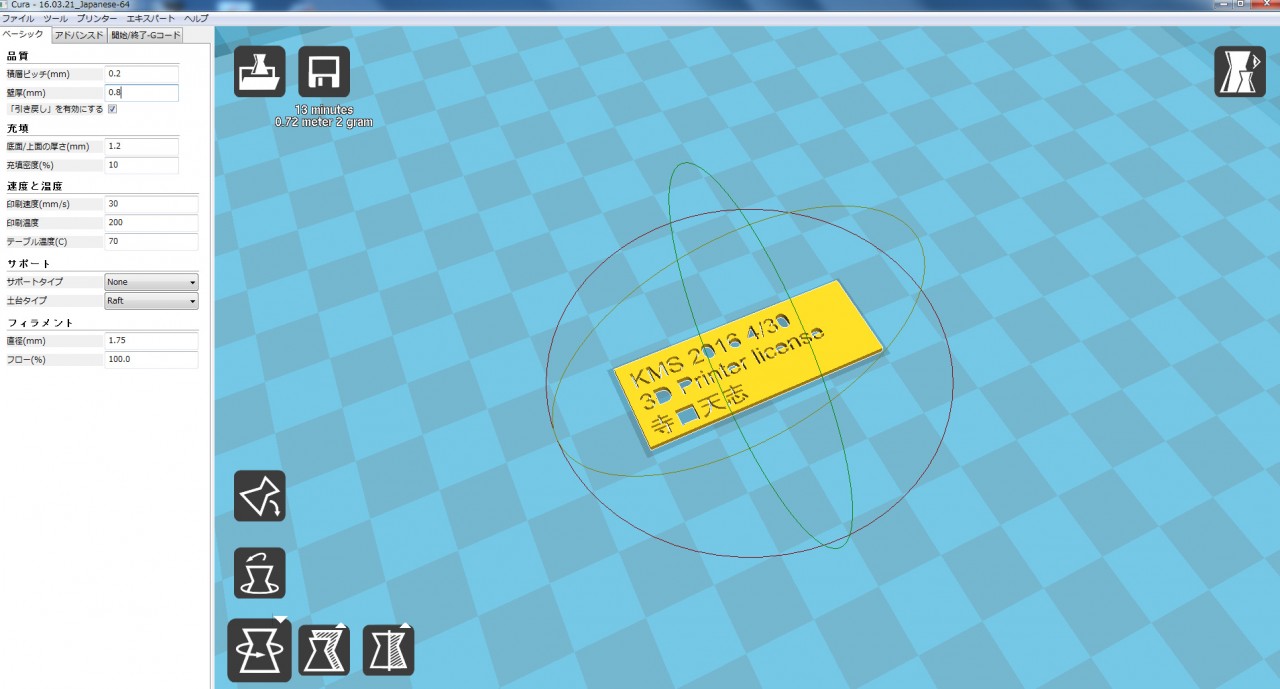 Cura - 16.03.21_Japanese-64
ファイル ツール プリンター エキスパート ヘルプ
ベーシック アドバンスド 開始/終了-Gコード
品質
積層ピッチ(mm) 0.2
壁厚(mm) 0.8
「引き戻し」を有効にする
充填
底面/上面の厚さ(mm) 1.2
充填密度(%) 10
速度と温度
印刷速度(mm/s) 30
印刷温度 200
テーブル温度(C) 70
サポート
サポートタイプ None
土台タイプ Raft
フィラメント
直径(mm) 1.75
フロー(%) 100.0
13 minutes
0.72 meter 2 gram
KMS 2016 4/30
3D Printer license
寺口天志